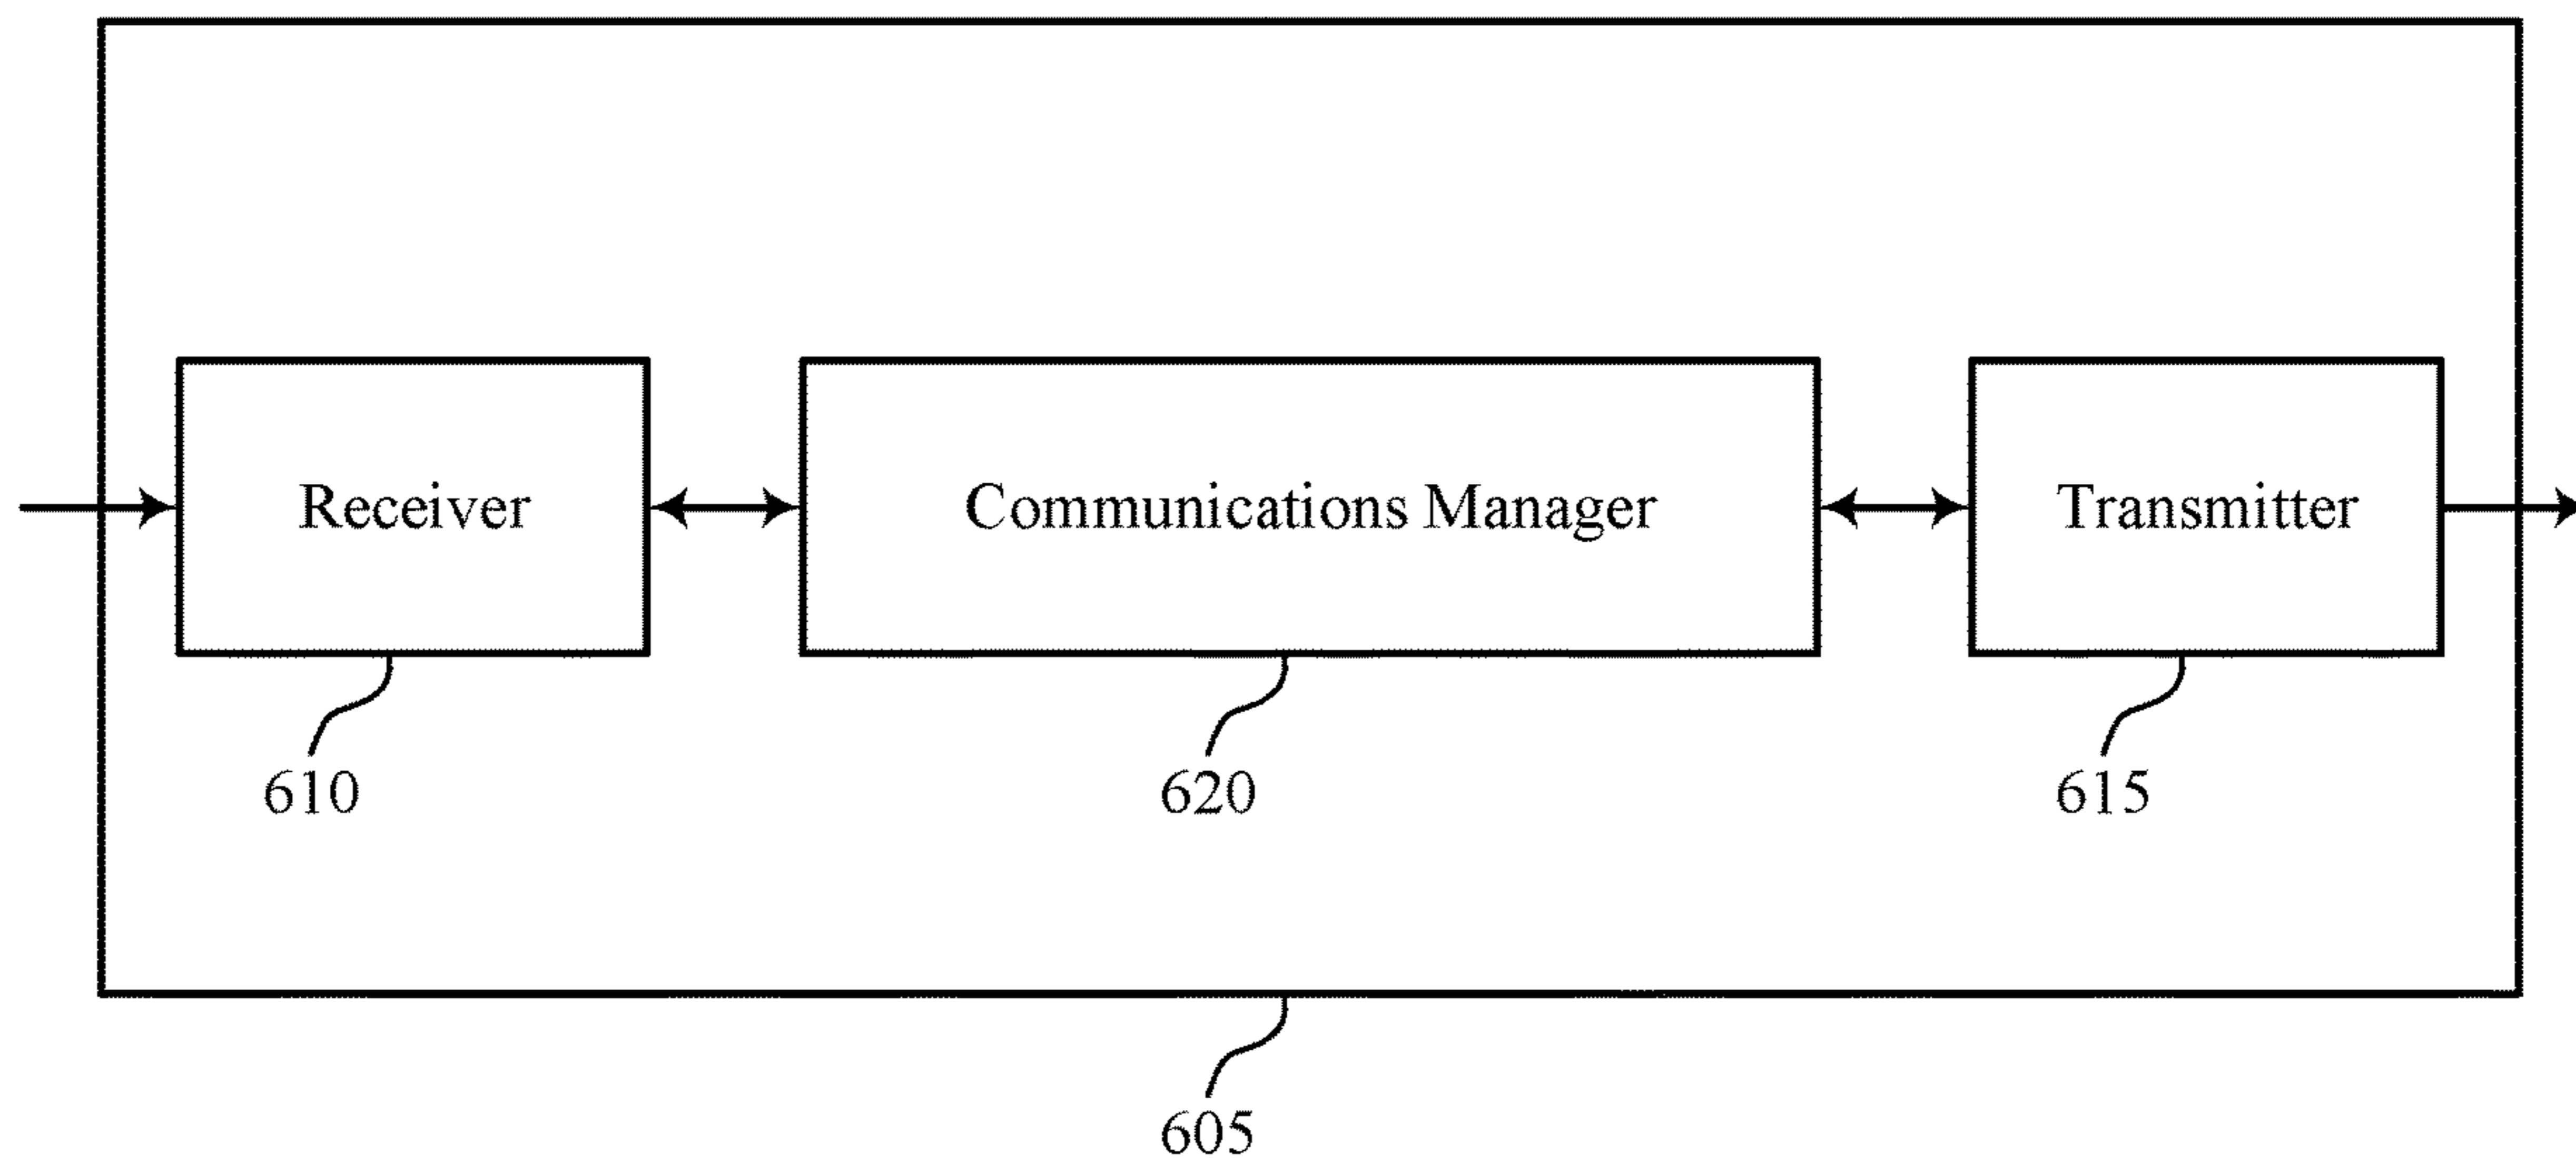 Receiver
Communications Manager
Transmitter
610
620
615
605